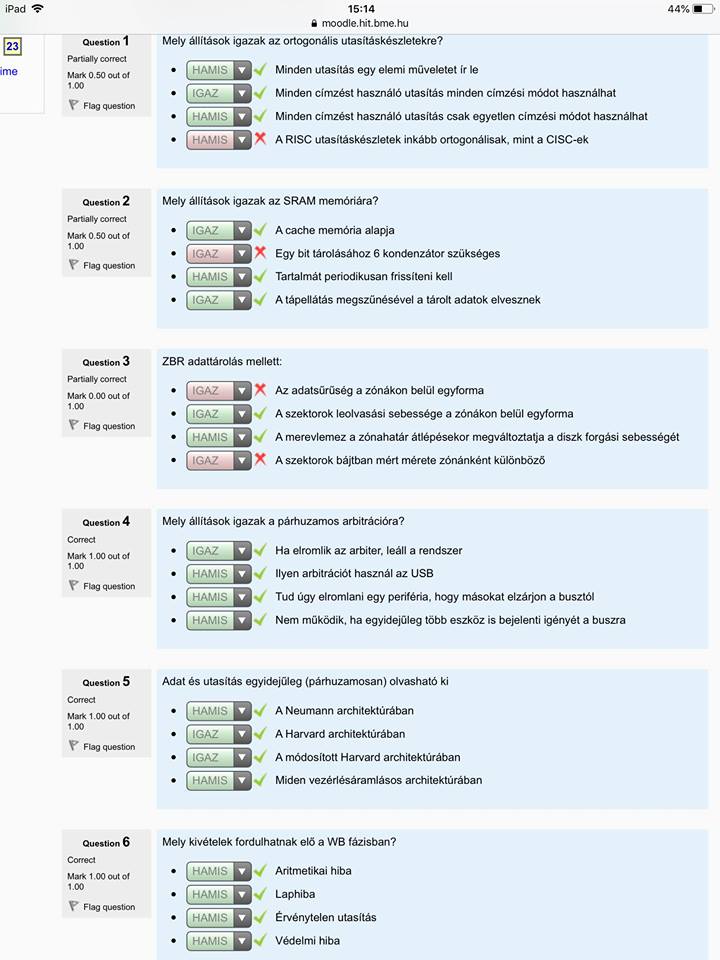 iPad 15:14 44%
moodle.hit.bme.hu
23
ime
Question 1
Partially correct
Mark 0.50 out of
1.00
Flag question
Mely állítások igazak az ortogonális utasításkészletekre?
HAMIS Minden utasítás egy elemi műveletet ír le
IGAZ Minden címzést használó utasítás minden címzési módot használhat
HAMIS Minden címzést használó utasítás csak egyetlen címzési módot használhat
HAMIS A RISC utasításkészletek inkább ortogonálisak, mint a CISC-ek
Question 2
Partially correct
Mark 0.50 out of
1.00
Flag question
Mely állítások igazak az SRAM memóriára?
IGAZ A cache memória alapja
IGAZ Egy bit tárolásához 6 kondenzátor szükséges
HAMIS Tartalmát periodikusan frissíteni kell
IGAZ A tápellátás megszűnésével a tárolt adatok elvesznek
Question 3
Partially correct
Mark 0.00 out of
1.00
Flag question
ZBR adattárolás mellett:
IGAZ Az adatsűrűség a zónákon belül egyforma
IGAZ A szektorok leolvasási sebessége a zónákon belül egyforma
HAMIS A merevlemez a zónahatár átlépésekor megváltoztatja a diszk forgási sebességét
IGAZ A szektorok bájtban mért mérete zónánként különböző
Question 4
Correct
Mark 1.00 out of
1.00
Flag question
Mely állítások igazak a párhuzamos arbitrációra?
IGAZ Ha elromlik az arbiter, leáll a rendszer
HAMIS Ilyen arbitrációt használ az USB
HAMIS Tud úgy elromlani egy periféria, hogy másokat elzárjon a busztól
HAMIS Nem működik, ha egyidejűleg több eszköz is bejelenti igényét a buszra
Question 5
Correct
Mark 1.00 out of
1.00
Flag question
Adat és utasítás egyidejűleg (párhuzamosan) olvasható ki
HAMIS A Neumann architektúrában
IGAZ A Harvard architektúrában
IGAZ A módosított Harvard architektúrában
HAMIS Miden vezérlésáramlásos architektúrában
Question 6
Correct
Mark 1.00 out of
1.00
Flag question
Mely kivételek fordulhatnak elő a WB fázisban?
HAMIS Aritmetikai hiba
HAMIS Laphiba
HAMIS Érvénytelen utasítás
HAMIS Védelmi hiba